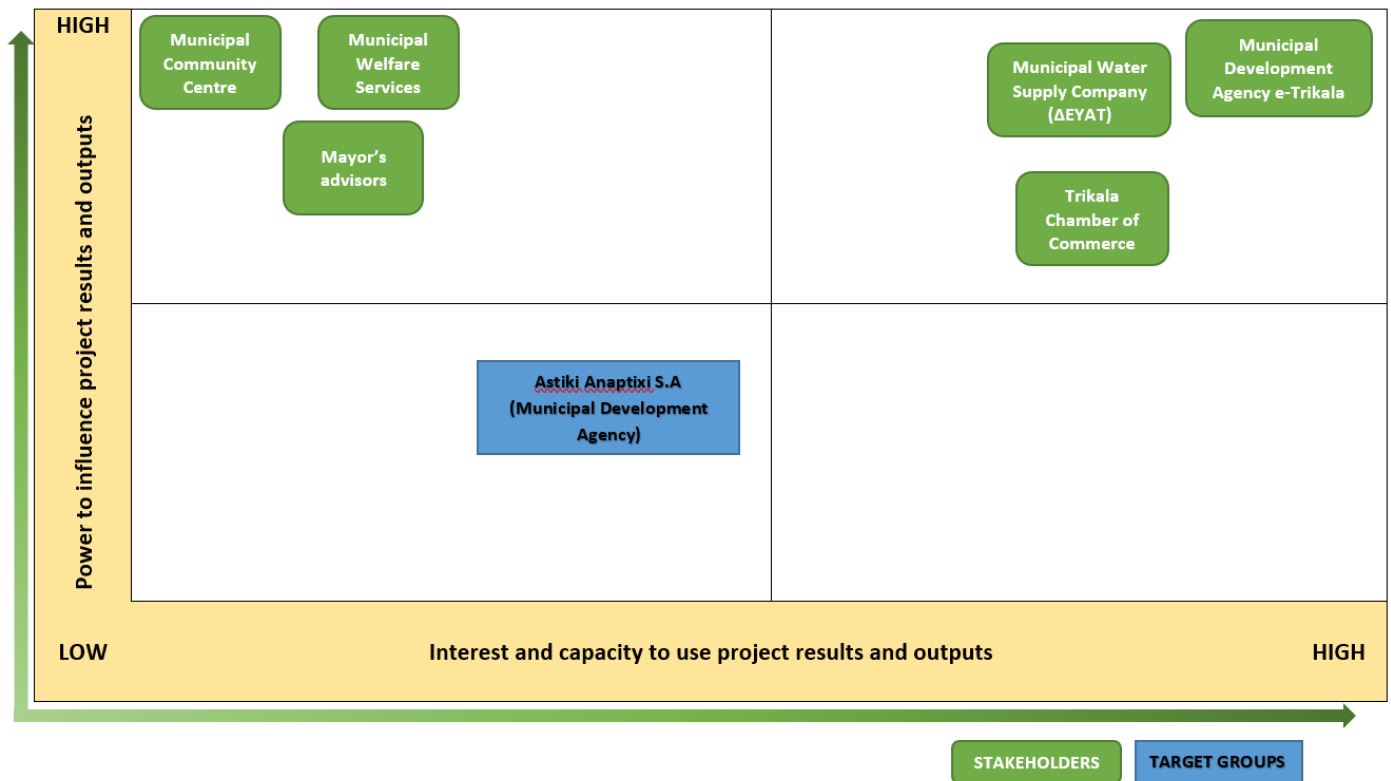 HIGH
Municipal
Community
Centre
Municipal
Welfare
Services
Mayor's
advisors
Municipal Water
Supply Company
(ΔEYAT)
Municipal
Development
Agency e-Trikala
Trikala
Chamber of
Commerce
Power to influence project results and outputs
Astiki Anaptixi S.A
(Municipal Development
Agency)
LOW
Interest and capacity to use project results and outputs
HIGH
STAKEHOLDERS
TARGET GROUPS